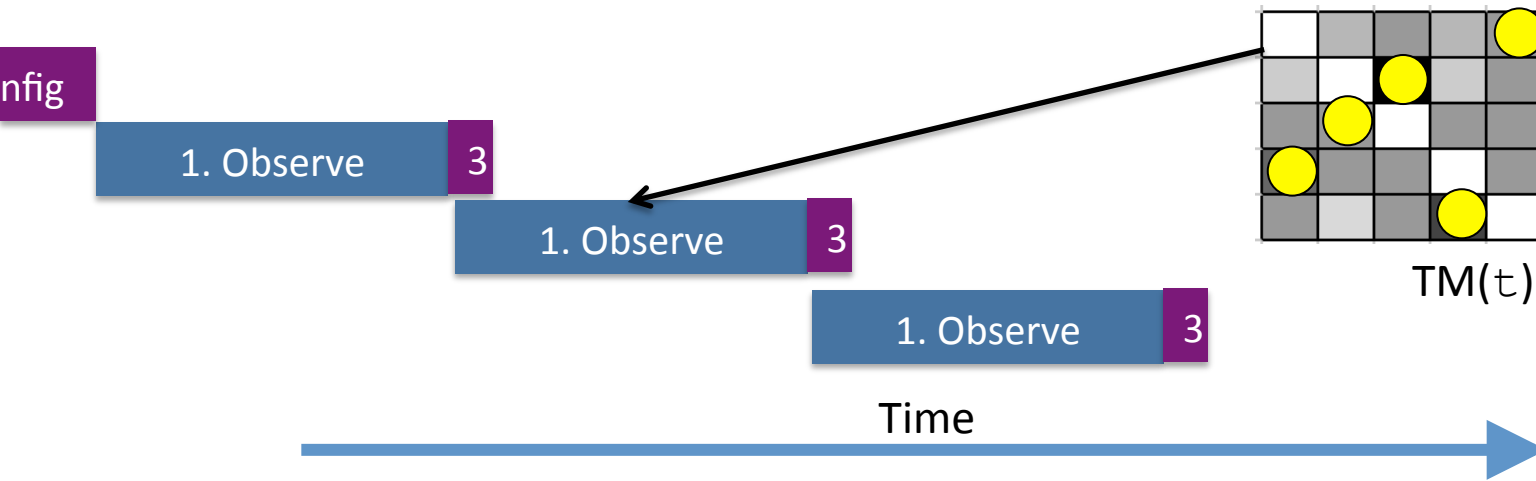 nfig
1. Observe 3
1. Observe 3
TM(t)
1. Observe 3
Time